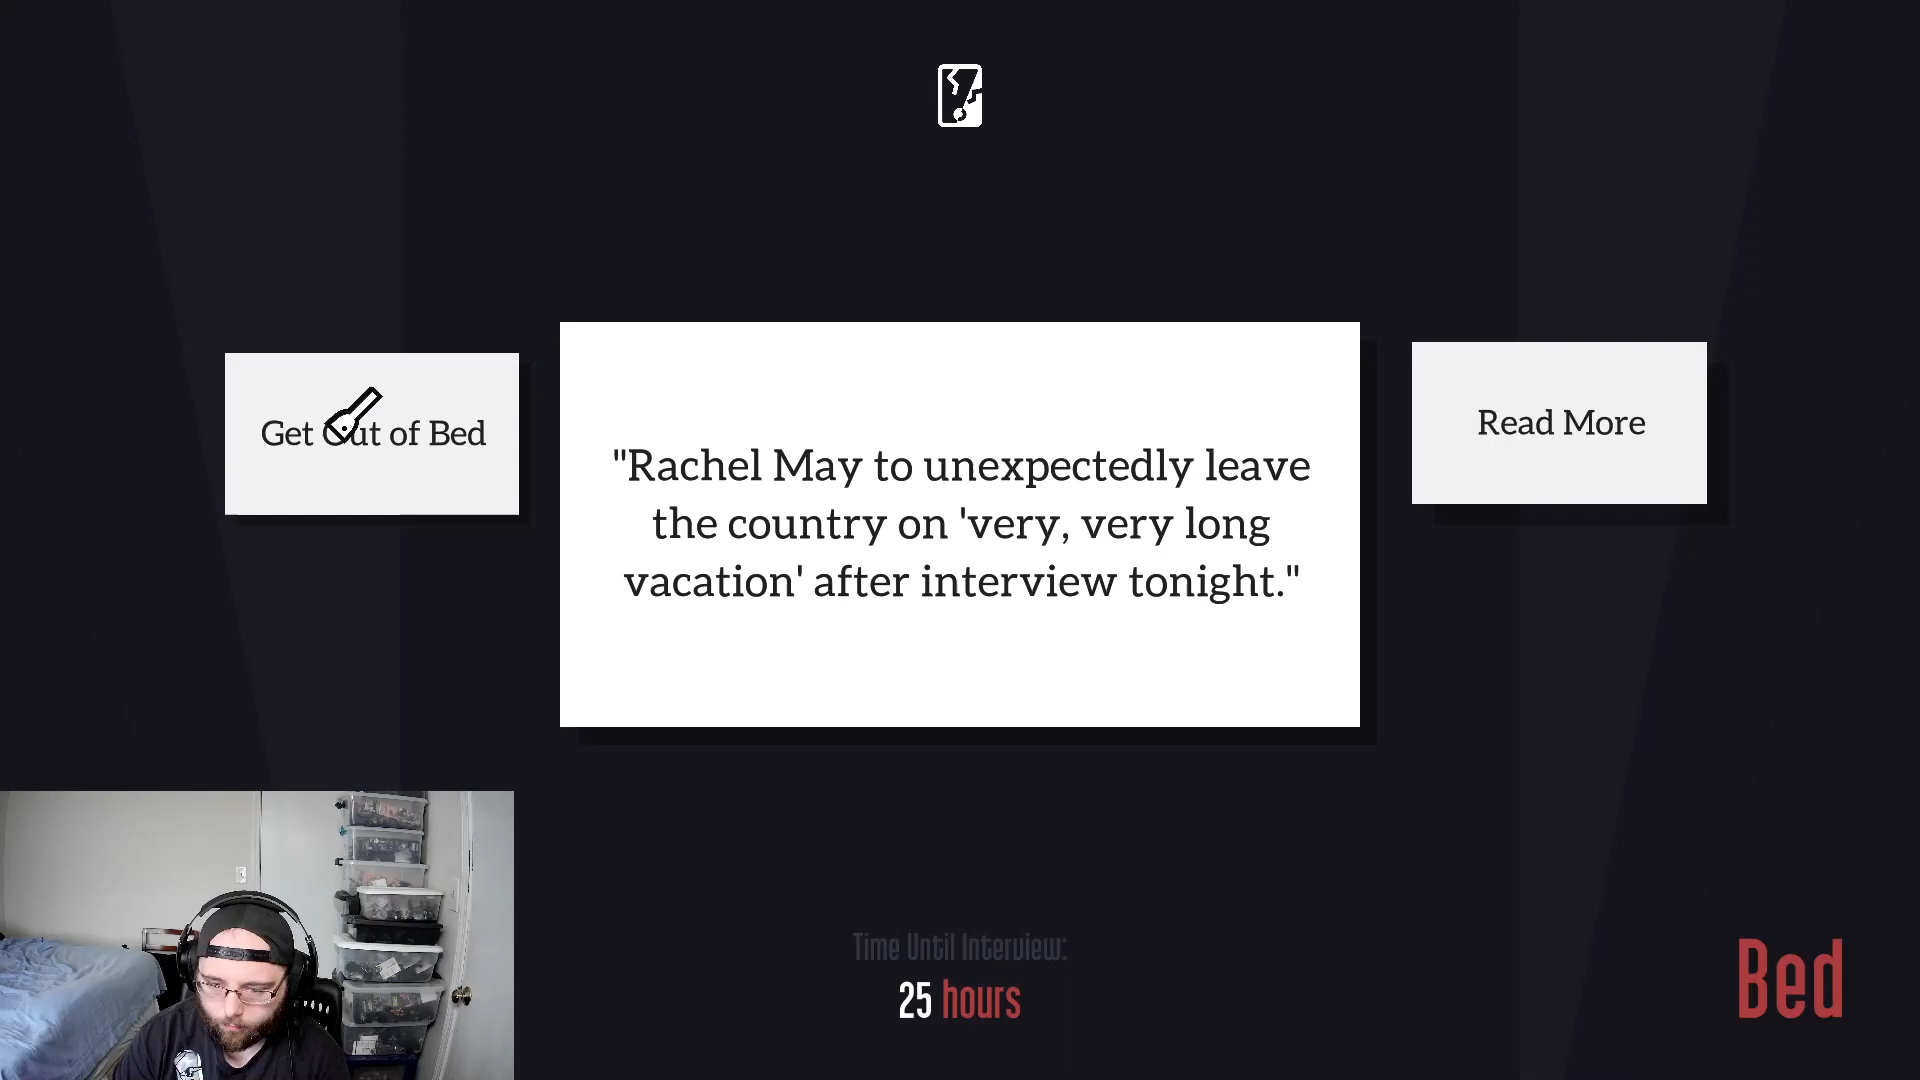 Get Out of Bed
"Rachel May to unexpectedly leave
the country on 'very, very long
vacation' after interview tonight."
Read More
Time Until Interview:
25 hours
Bed